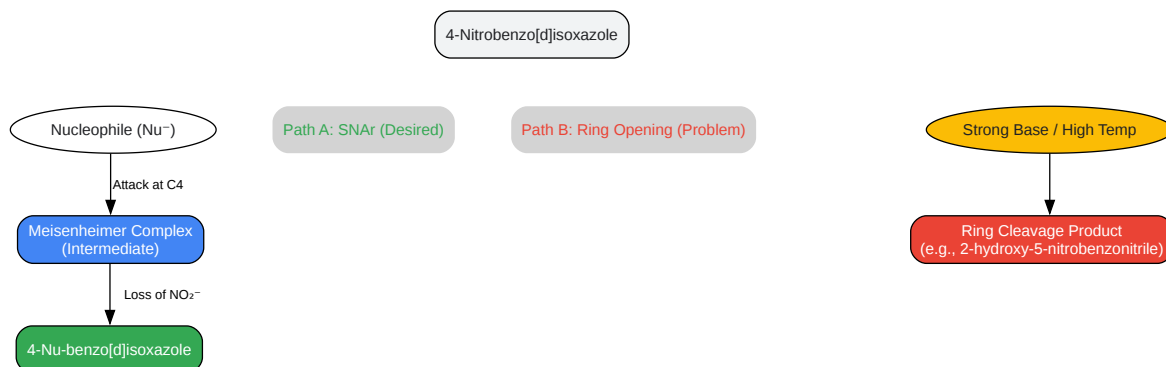 4-Nitrobenzo[d]isoxazole
Nucleophile (Nu⁻)
Path A: SNAr (Desired)
Path B: Ring Opening (Problem)
Strong Base / High Temp
Attack at C4
Meisenheimer Complex
(Intermediate)
Ring Cleavage Product
(e.g., 2-hydroxy-5-nitrobenzonitrile)
Loss of NO₂⁻
4-Nu-benzo[d]isoxazole